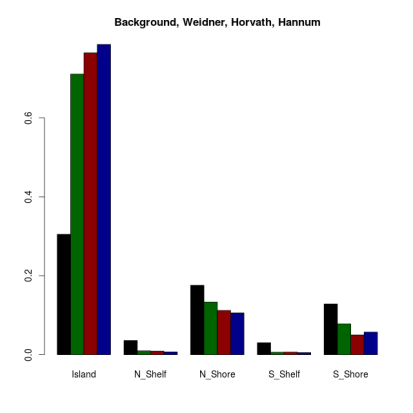 Background, Weidner, Horvath, Hannum
0.6
0.4
0.2
0.0
Island N_Shelf N_Shore S_Shelf S_Shore